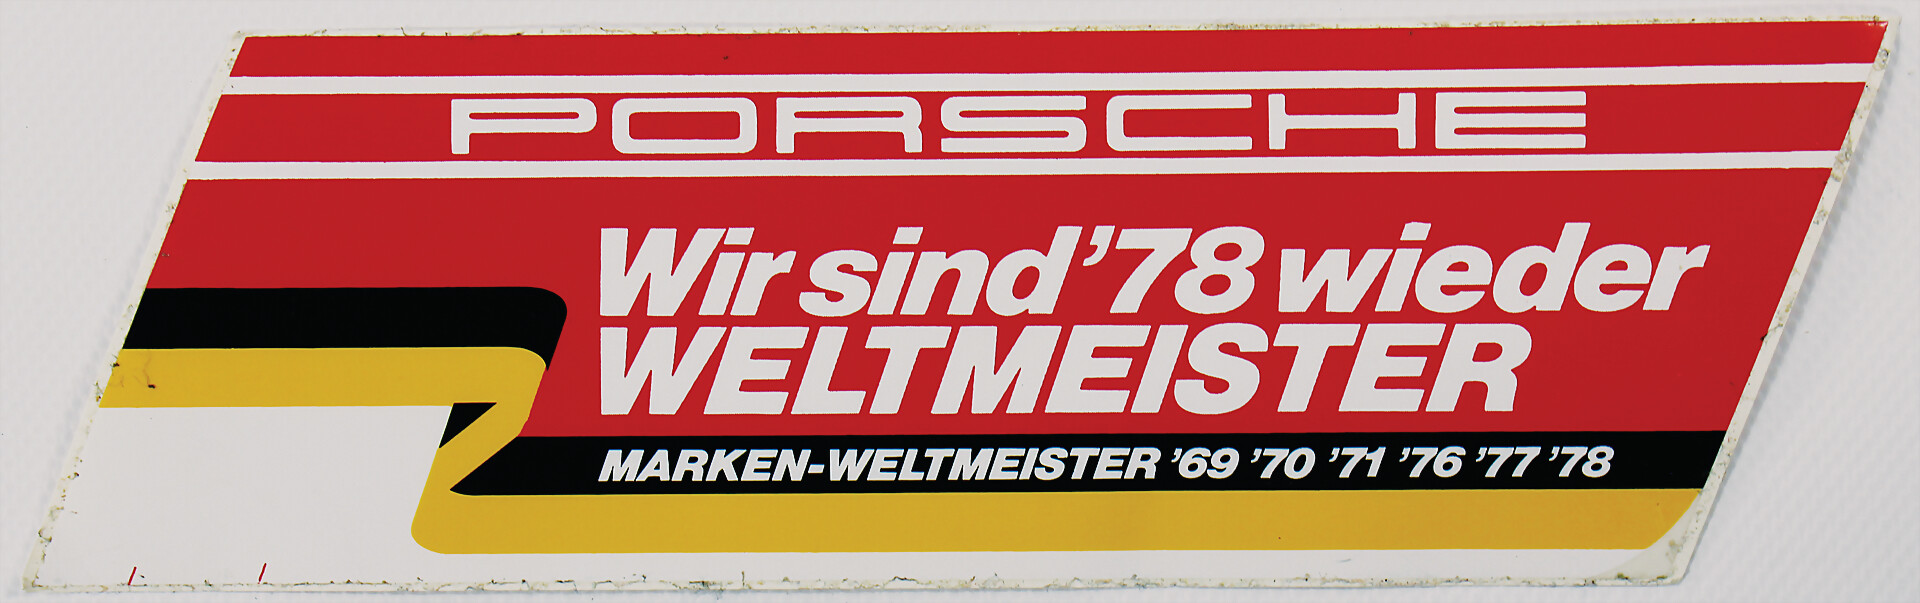 PORSCHE
Wir sind ’78 wieder
WELTMEISTER
MARKEN-WELTMEISTER ’69 ’70 ’71 ’76 ’77 ’78